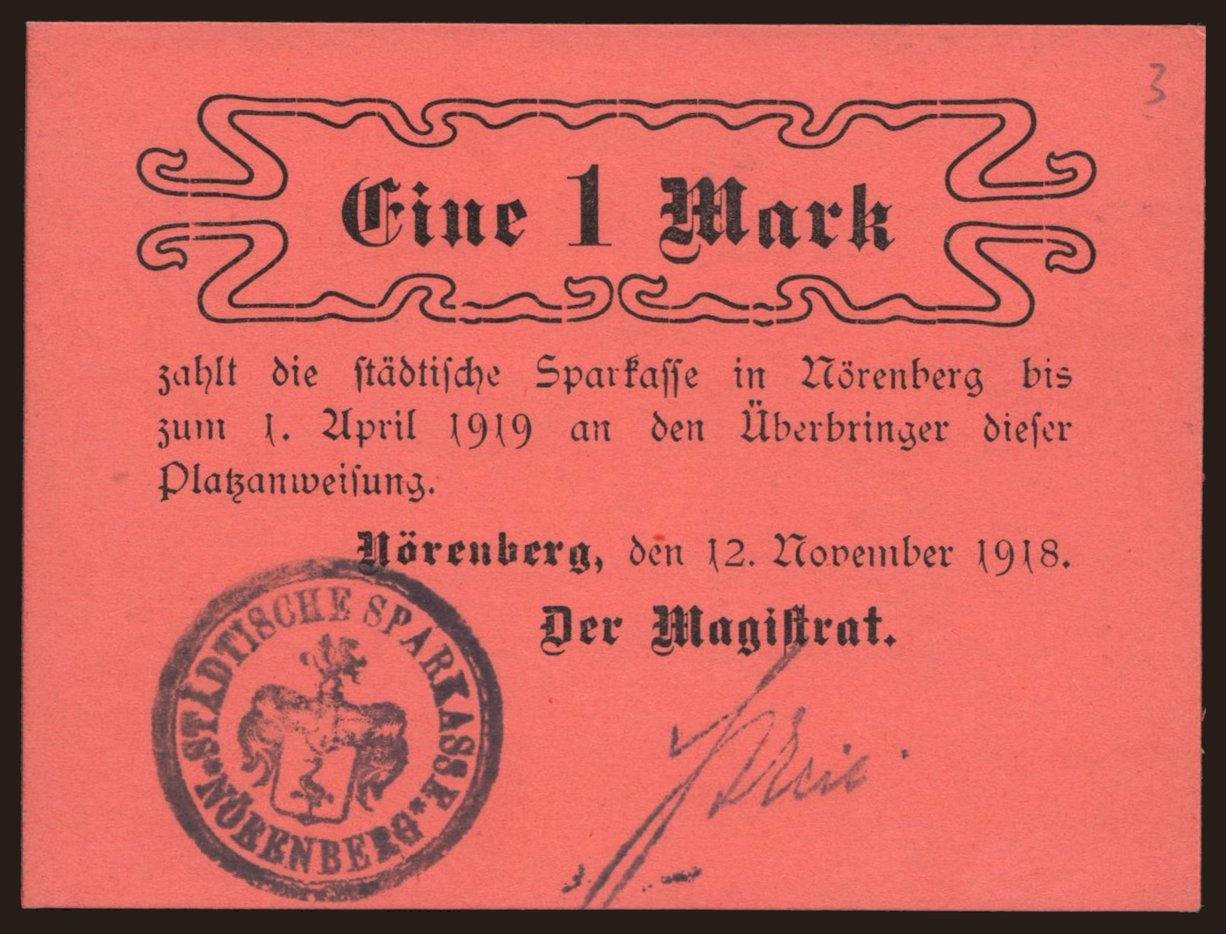 3
Eine 1 Mark
zahlt die städtische Sparkasse in Nörenberg bis
zum 1. April 1919 an den Überbringer dieser
Platzanweisung.
Nörenberg, den 12. November 1918.
Der Magistrat.
STÄDTISCHE SPARKASSE
* NÖRENBERG *